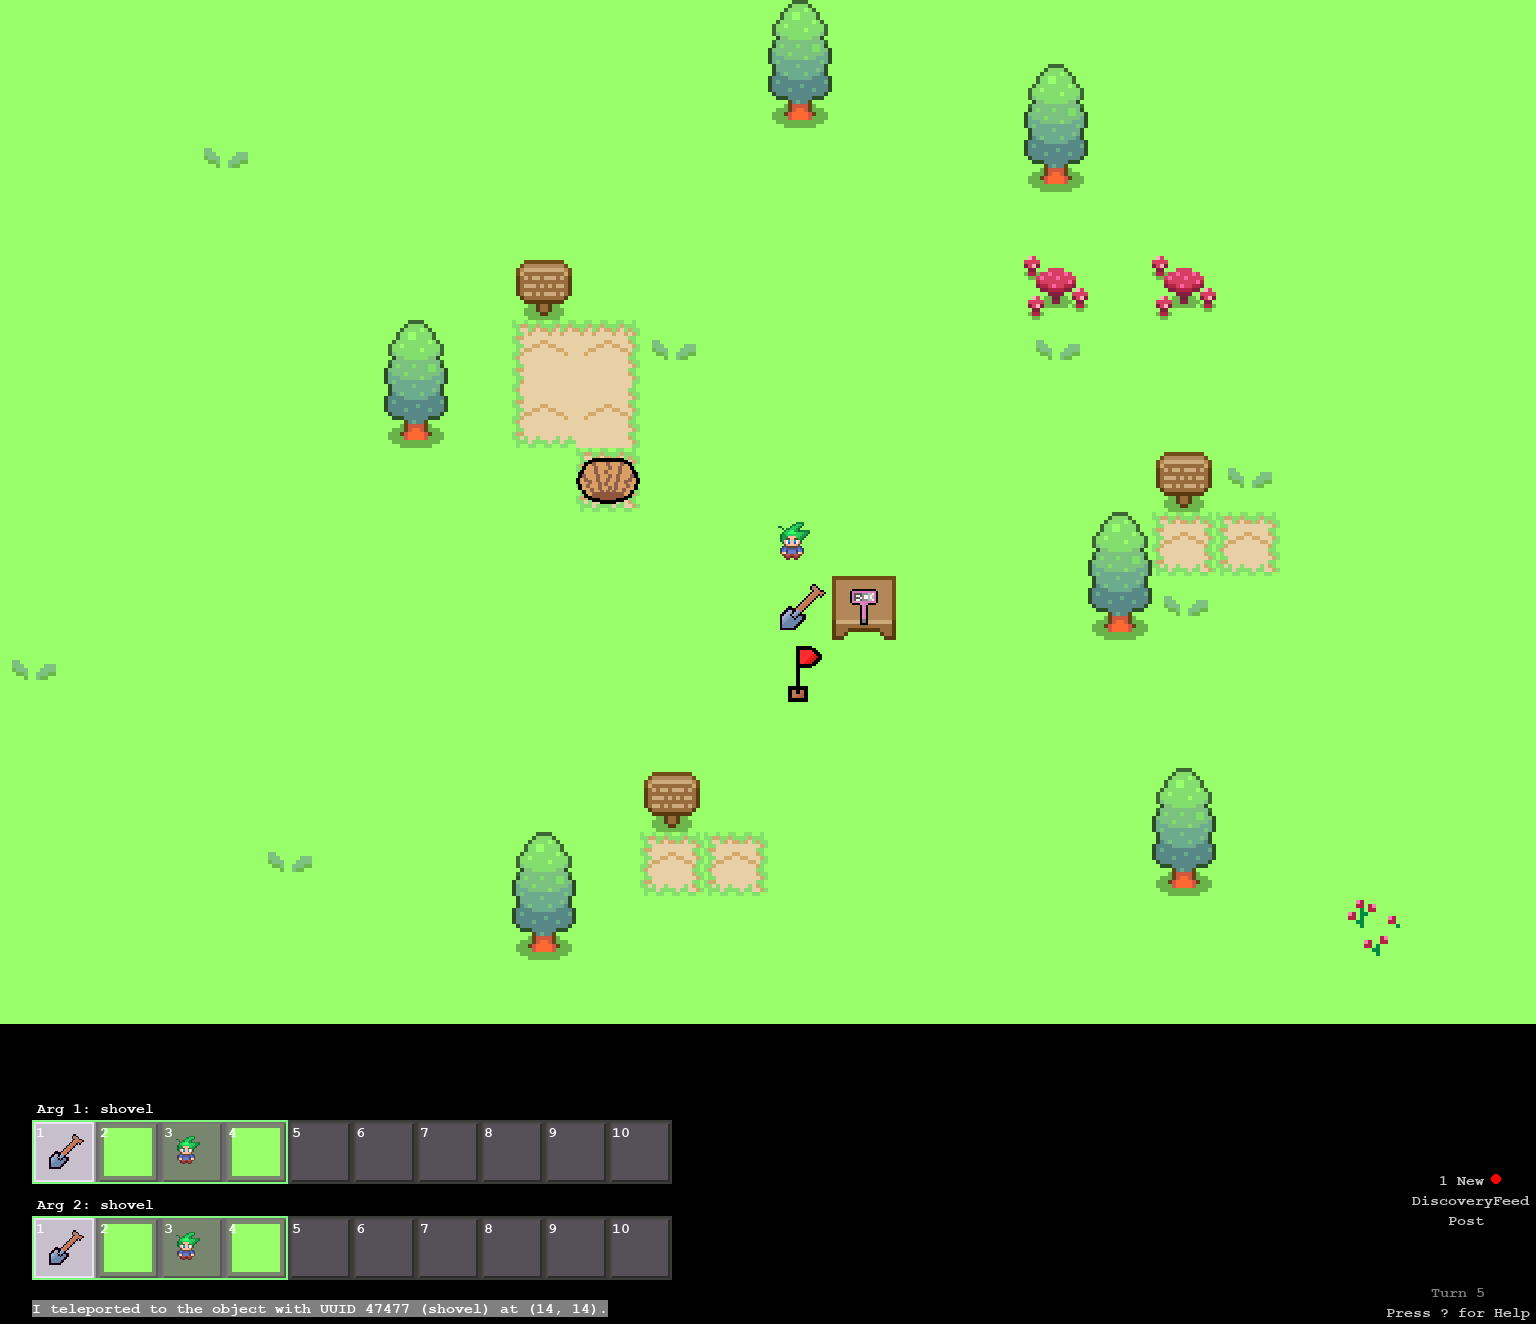 Arg 1: shovel
1 2 3 4 5 6 7 8 9 10
Arg 2: shovel
1 2 3 4 5 6 7 8 9 10
I teleported to the object with UUID 47477 (shovel) at (14, 14).
1 New
DiscoveryFeed
Post
Turn 5
Press ? for Help